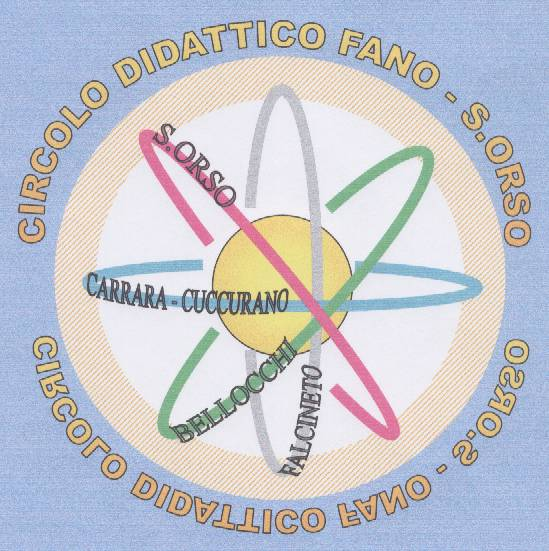 CIRCOLO DIDATTICO FANO - S.ORSO
S.ORSO
CARRARA - CUCCURANO
BELLOCCHI
FALCINETO
CIRCOLO DIDATTICO FANO - S.ORSO